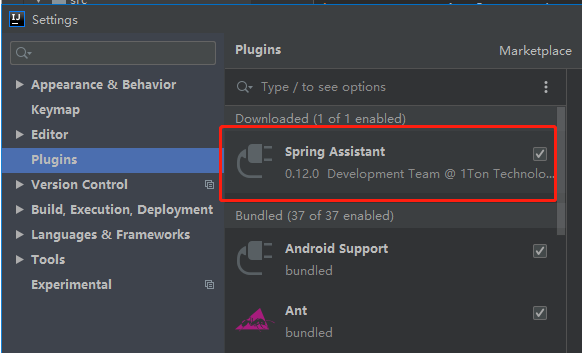 src
IJ Settings
Plugins Marketplace
Type / to see options
Appearance & Behavior
Keymap
Editor
Plugins
Version Control
Build, Execution, Deployment
Languages & Frameworks
Tools
Experimental
Downloaded (1 of 1 enabled)
Spring Assistant
0.12.0 Development Team @ 1Ton Technolo...
Bundled (37 of 37 enabled)
Android Support
bundled
Ant
bundled